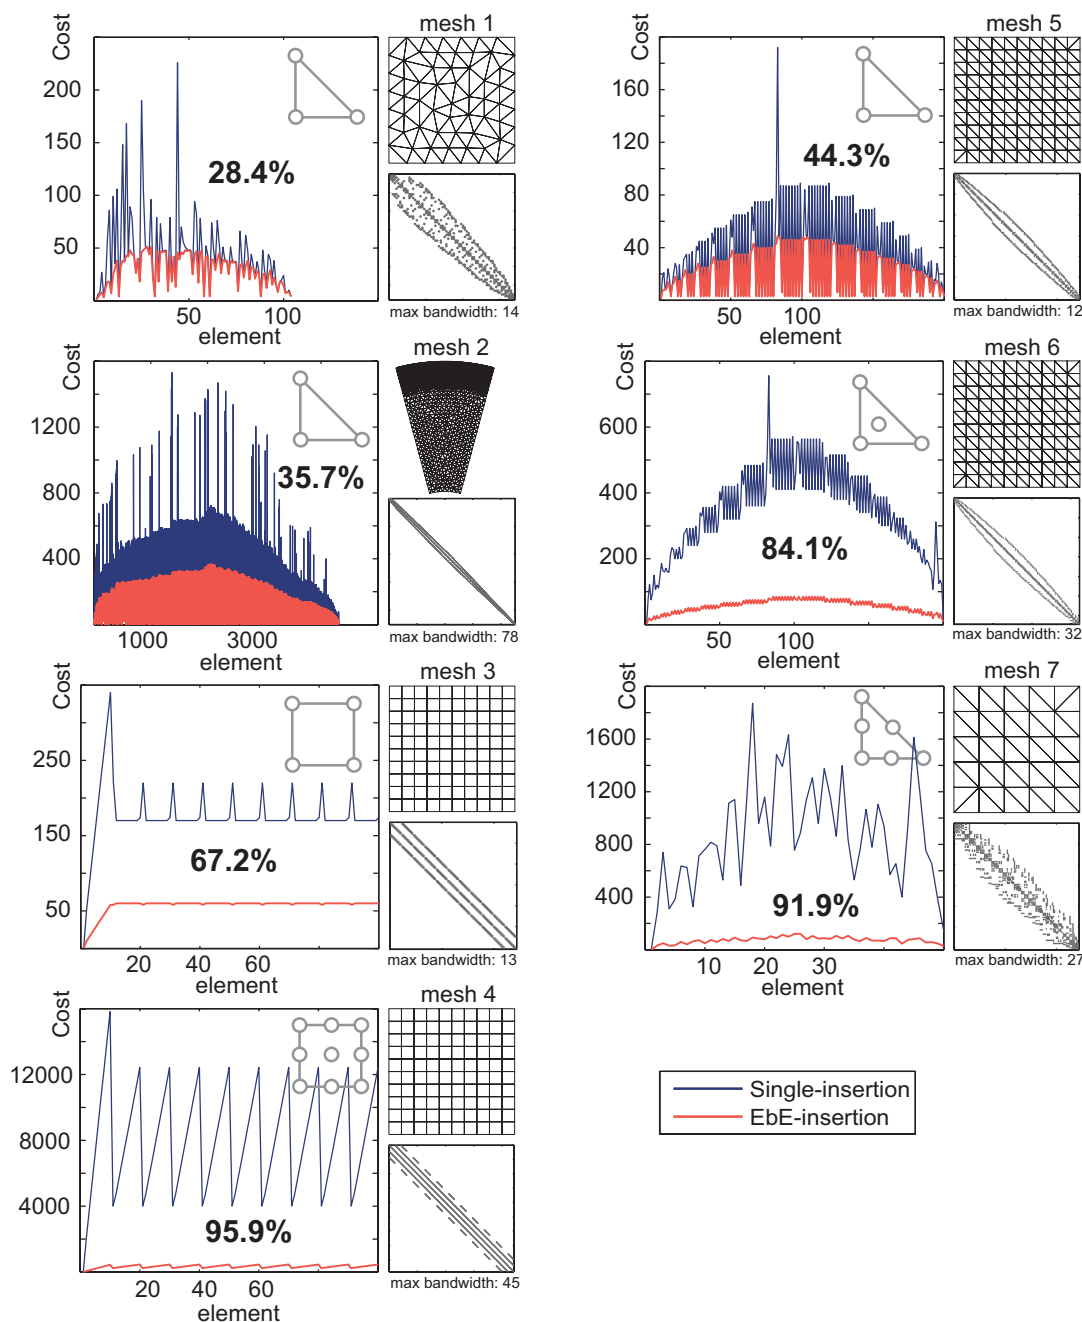 mesh 1
Cost
200
150
100
50
28.4%
50
100
element
max bandwidth: 14
mesh 2
Cost
1200
800
400
35.7%
1000
3000
element
max bandwidth: 78
mesh 3
Cost
250
150
50
67.2%
20
40
60
element
max bandwidth: 13
mesh 4
Cost
12000
8000
4000
95.9%
20
40
60
element
max bandwidth: 45
mesh 5
Cost
160
120
80
40
44.3%
50
100
element
max bandwidth: 12
mesh 6
Cost
600
400
200
84.1%
50
100
element
max bandwidth: 32
mesh 7
Cost
1600
1200
800
400
91.9%
10
20
30
element
max bandwidth: 27
Single-insertion
EbE-insertion